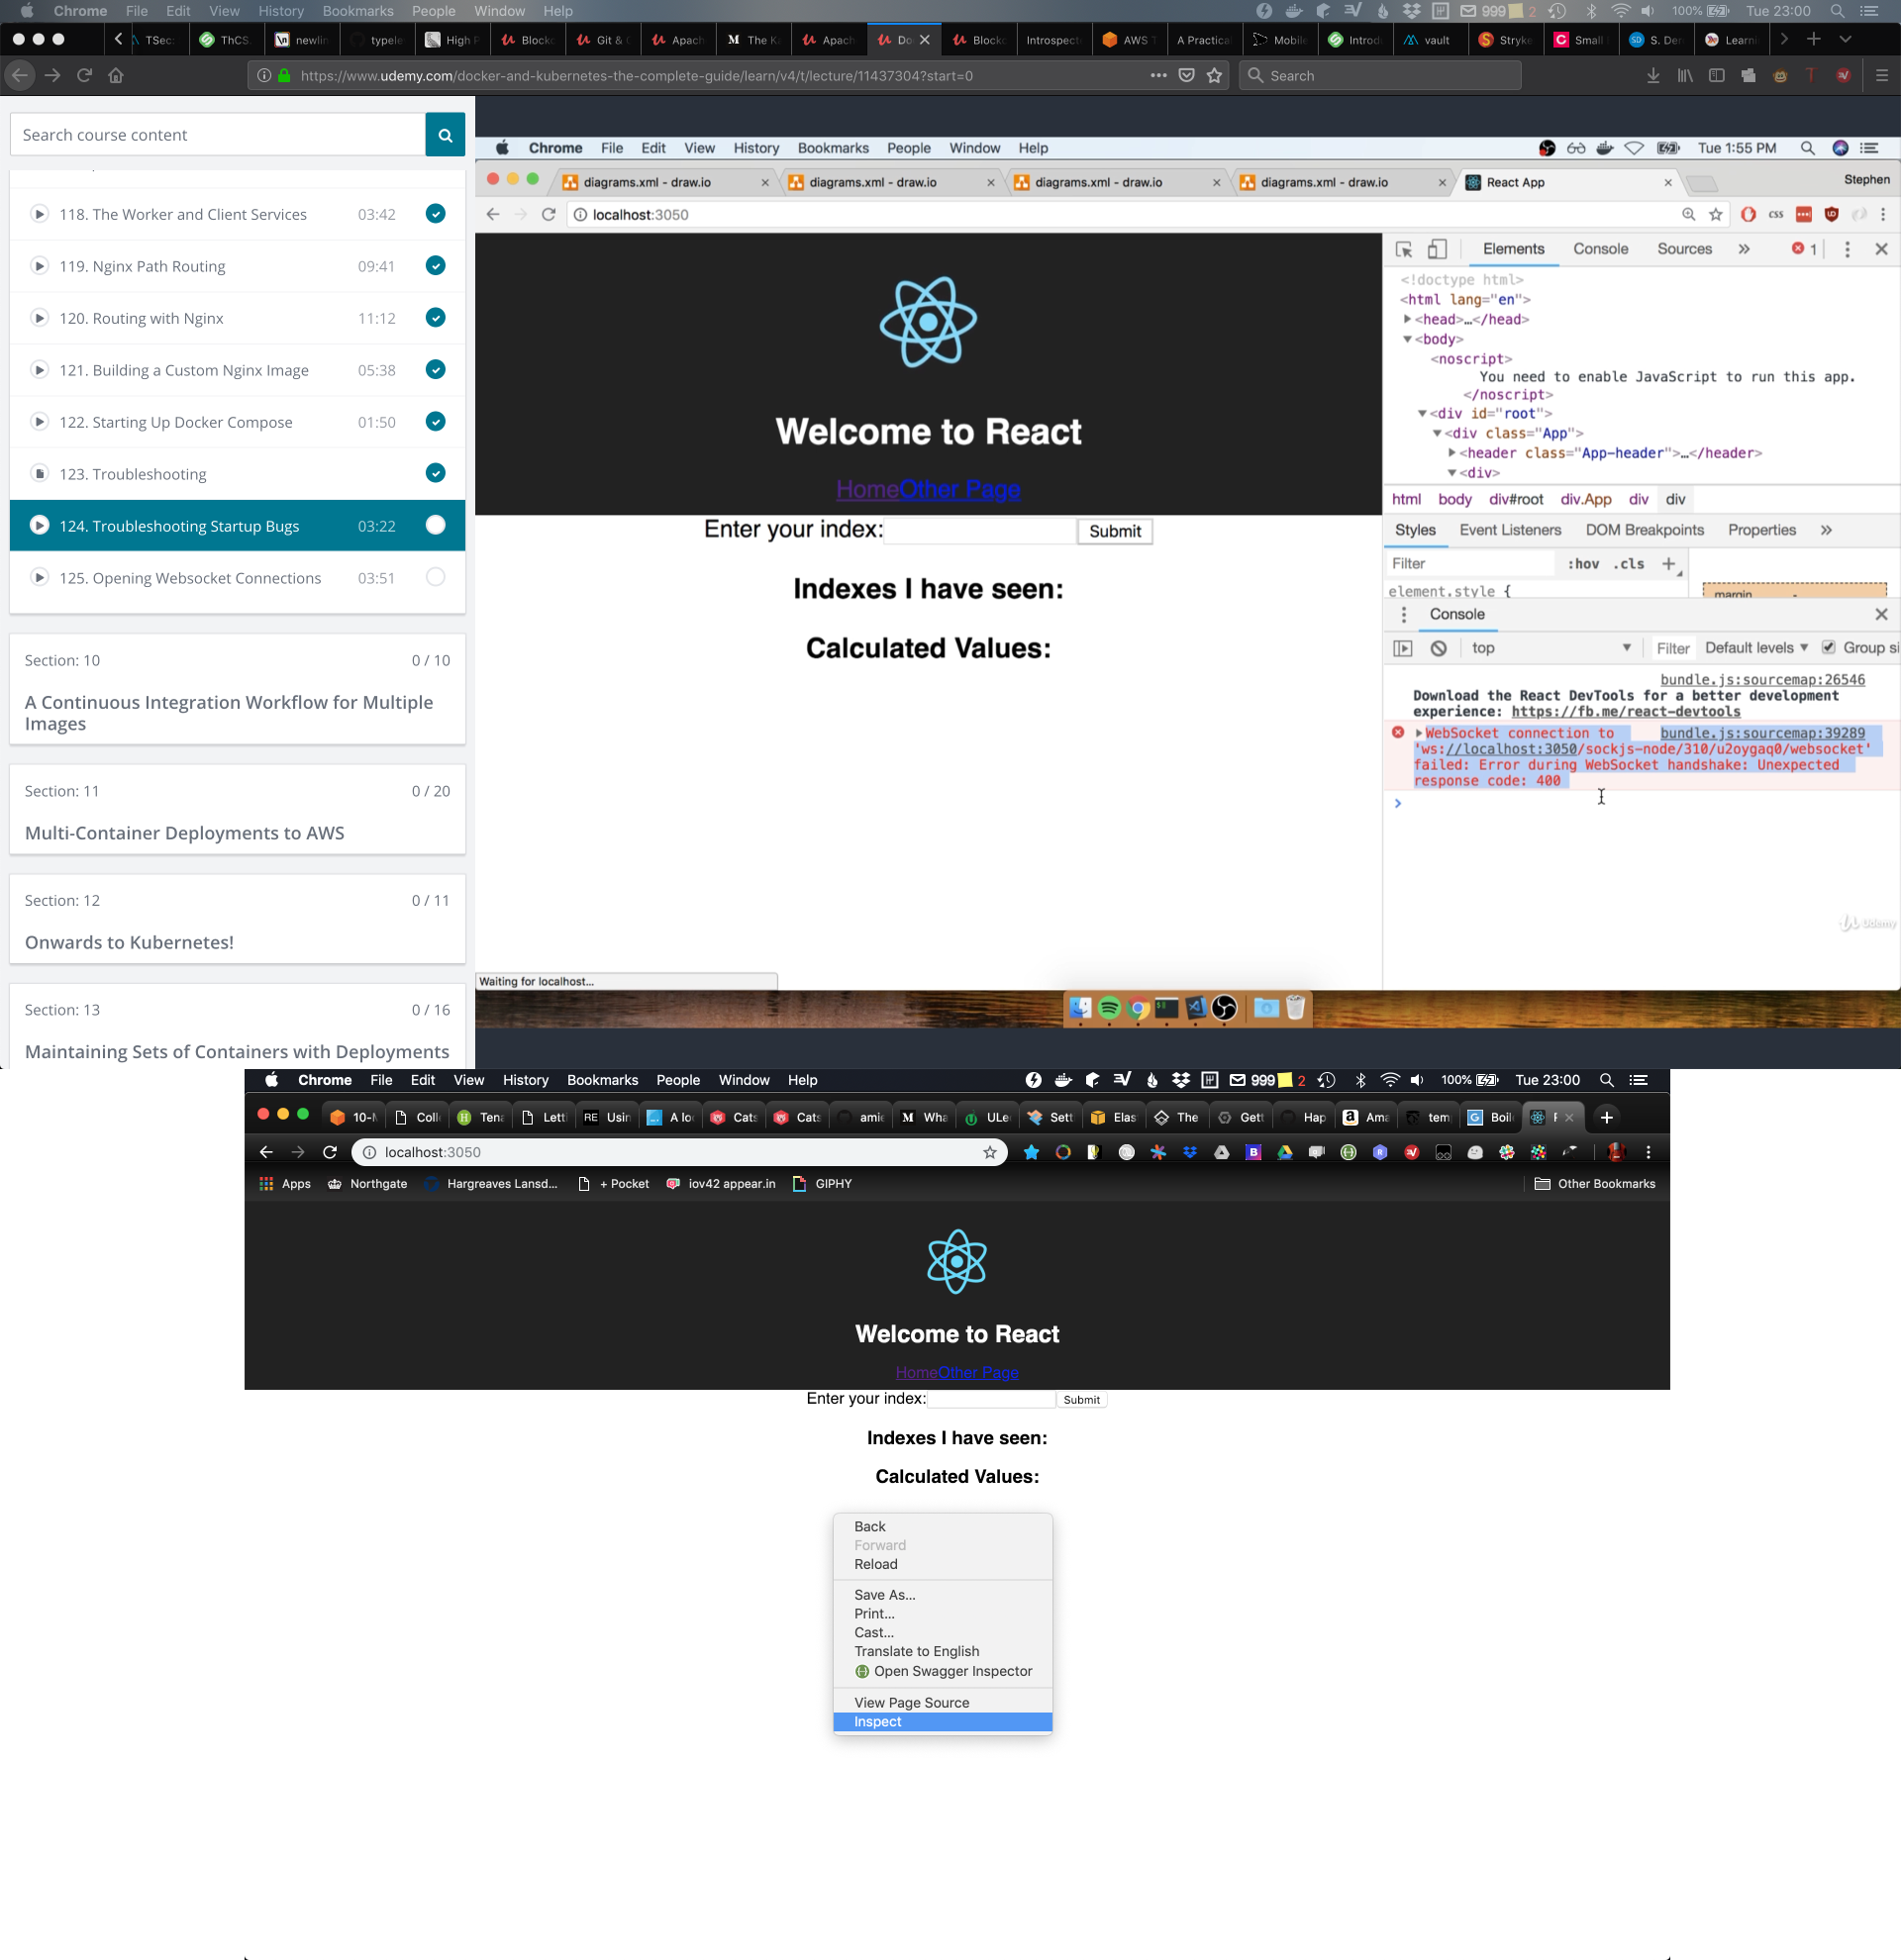 Chrome File Edit View History Bookmarks People Window Help 999 2 100% Tue 23:00
TSec: ThCS. newlin typele High P Blocko Git & C Apach The K Apach Do Blocko Introspect AWS T A Practica Mobile Introd vault Stryke Small S. Den Learni
https://www.udemy.com/docker-and-kubernetes-the-complete-guide/learn/v4/t/lecture/11437304?start=0 Search
Search course content
118. The Worker and Client Services 03:42
119. Nginx Path Routing 09:41
120. Routing with Nginx 11:12
121. Building a Custom Nginx Image 05:38
122. Starting Up Docker Compose 01:50
123. Troubleshooting
124. Troubleshooting Startup Bugs 03:22
125. Opening Websocket Connections 03:51
Section: 10 0 / 10
A Continuous Integration Workflow for Multiple
Images
Section: 11 0 / 20
Multi-Container Deployments to AWS
Section: 12 0 / 11
Onwards to Kubernetes!
Section: 13 0 / 16
Maintaining Sets of Containers with Deployments
Chrome File Edit View History Bookmarks People Window Help Tue 1:55 PM
diagrams.xml - draw.io diagrams.xml - draw.io diagrams.xml - draw.io diagrams.xml - draw.io React App Stephen
localhost:3050 CSS
Welcome to React
HomeOther Page
Enter your index: Submit
Indexes I have seen:
Calculated Values:
Waiting for localhost...
Elements Console Sources » 1
<!doctype html>
<html lang="en">
<head>…</head>
<body>
<noscript>
You need to enable JavaScript to run this app.
</noscript>
<div id="root">
<div class="App">
<header class="App-header">…</header>
<div>
html body div#root div.App div div
Styles Event Listeners DOM Breakpoints Properties »
Filter :hov .cls +
element.style {
margin -
Console
top Filter Default levels Group si
bundle.js:sourcemap:26546
Download the React DevTools for a better development
experience: https://fb.me/react-devtools
WebSocket connection to bundle.js:sourcemap:39289
'ws://localhost:3050/sockjs-node/310/u2oygaq0/websocket'
failed: Error during WebSocket handshake: Unexpected
response code: 400
Udemy
Chrome File Edit View History Bookmarks People Window Help 999 2 100% Tue 23:00
10-M Colle Tena Letti RE Usin A loc Cats Cats amie Wha ULe Sett Elas The Gett Hap Ama tem Boil
localhost:3050
Apps Northgate Hargreaves Lansd... + Pocket iov42 appear.in GIPHY Other Bookmarks
Welcome to React
HomeOther Page
Enter your index: Submit
Indexes I have seen:
Calculated Values:
Back
Forward
Reload
Save As...
Print...
Cast...
Translate to English
Open Swagger Inspector
View Page Source
Inspect